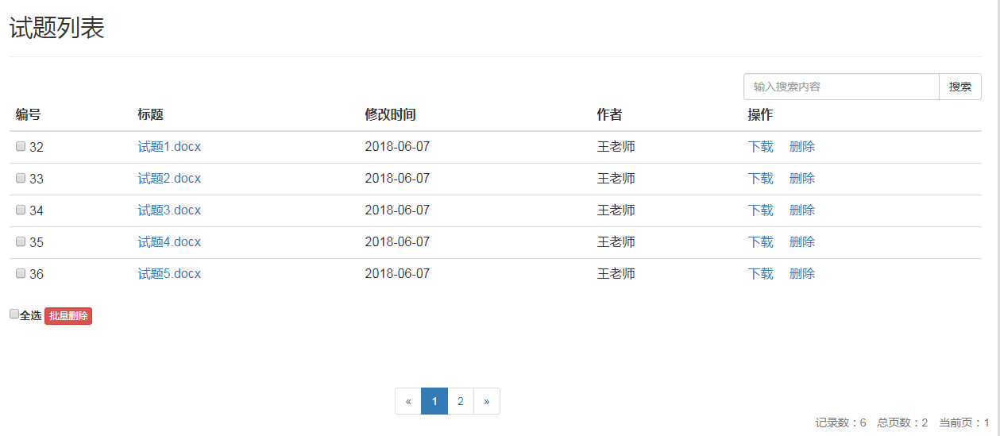 试题列表
输入搜索内容 搜索
编号 标题 修改时间 作者 操作
32 试题1.docx 2018-06-07 王老师 下载 删除
33 试题2.docx 2018-06-07 王老师 下载 删除
34 试题3.docx 2018-06-07 王老师 下载 删除
35 试题4.docx 2018-06-07 王老师 下载 删除
36 试题5.docx 2018-06-07 王老师 下载 删除
全选 批量删除
« 1 2 »
记录数：6 总页数：2 当前页：1